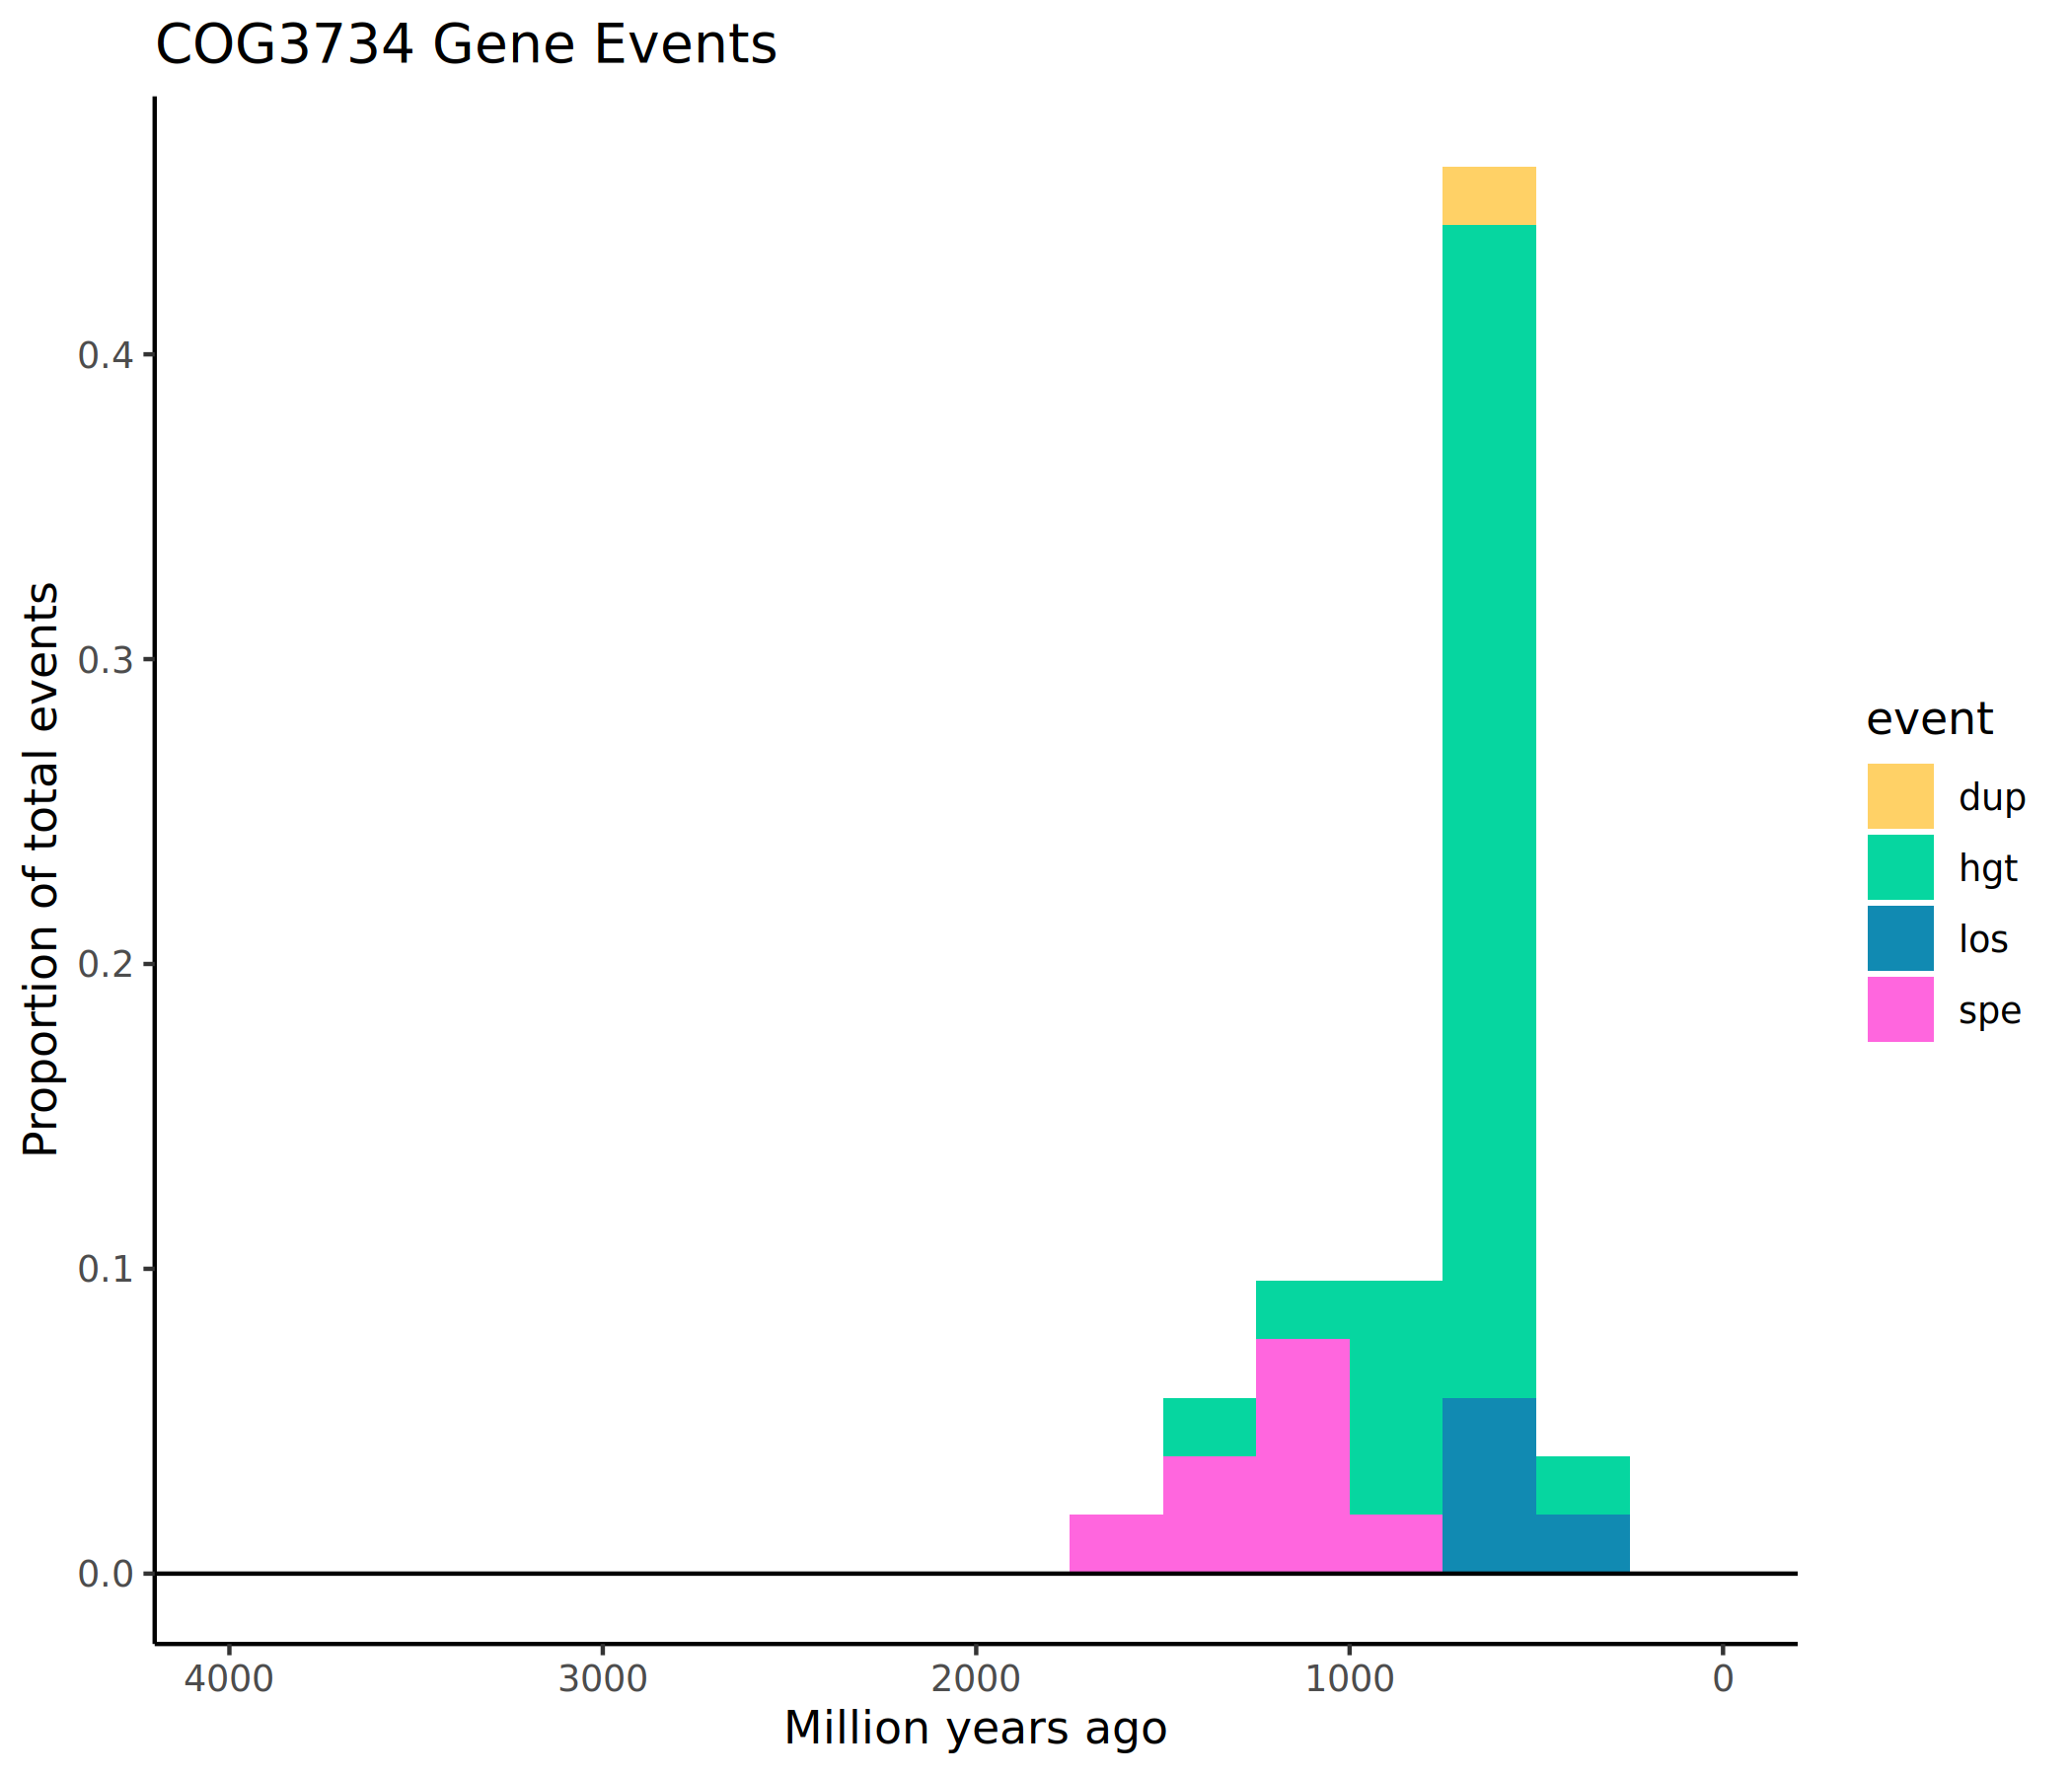 COG3734 Gene Events
Proportion of total events
0.4
0.3
0.2
0.1
0.0
4000 3000 2000 1000 0
Million years ago
event
dup
hgt
los
spe